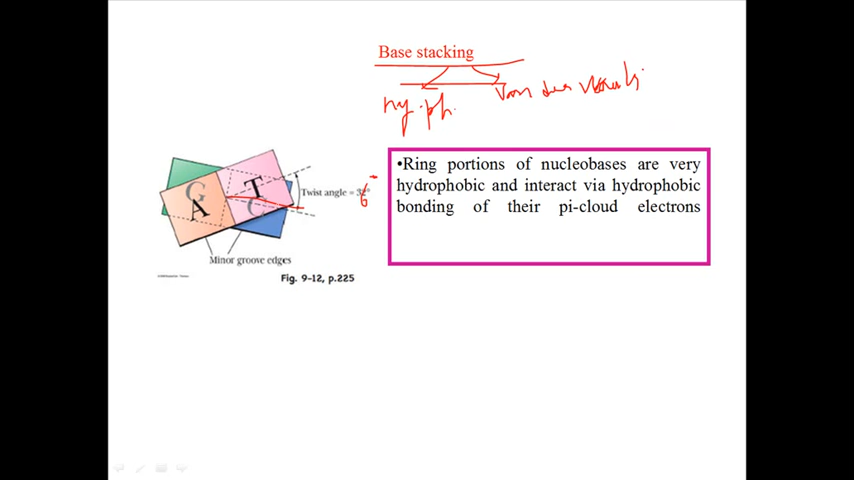 Base stacking
hy. ph.
Van der Waals
•Ring portions of nucleobases are very
hydrophobic and interact via hydrophobic
bonding of their pi-cloud electrons
G
T
A
C
Twist angle =
6
Minor groove edges
Fig. 9-12, p.225